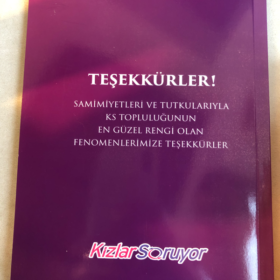 TEŞEKKÜRLER!
SAMİMİYETLERİ VE TUTKULARIYLA
KS TOPLULUĞUNUN
EN GÜZEL RENGİ OLAN
FENOMENLERİMİZE TEŞEKKÜRLER
KızlarSoruyor